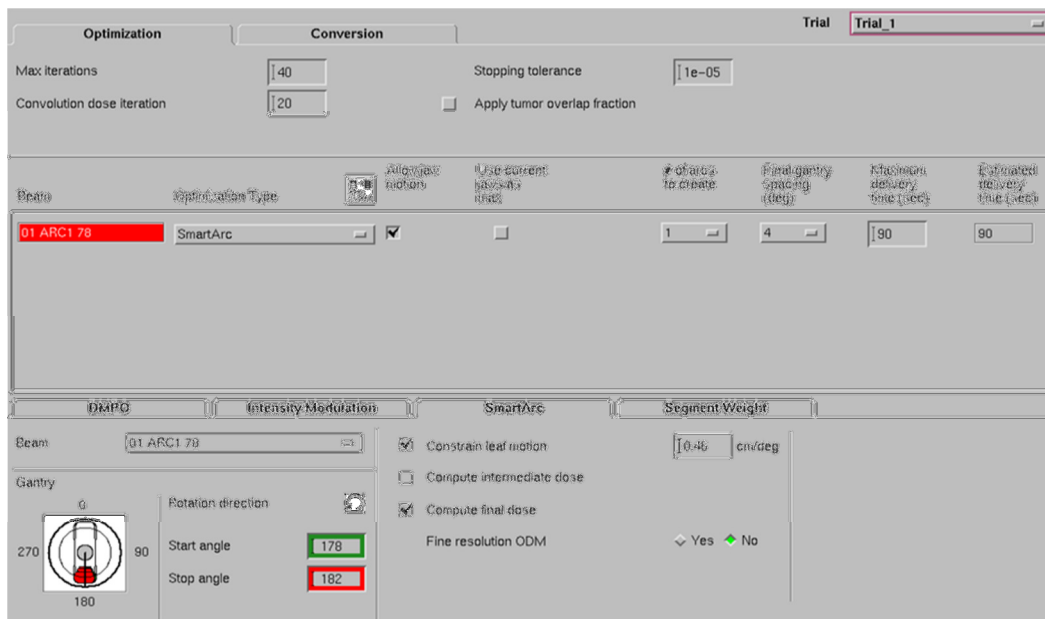 Trial Trial_1
Optimization Conversion
Max iterations 40 Stopping tolerance 1e-05
Convolution dose iteration 20 Apply tumor overlap fraction
Allow jaw Use current # of arcs Final gantry Maximum Estimated
motion jaws as to create spacing delivery delivery
Beam Optimization Type max (deg) time (sec) time (sec)
01 ARC1 78 SmartArc 1 4 90 90
DMPO Intensity Modulation SmartArc Segment Weight
Beam 01 ARC1 78 Constrain leaf motion 0.46 cm/deg
Gantry Compute intermediate dose
0 Rotation direction Compute final dose
270 90 Start angle 178 Fine resolution ODM Yes No
Stop angle 182
180